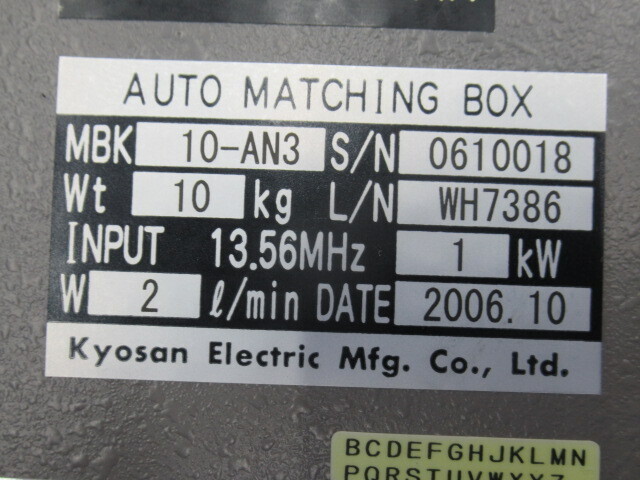 AUTO MATCHING BOX
MBK 10-AN3 S/N 0610018
Wt 10 kg L/N WH7386
INPUT 13.56MHz 1 kW
W 2 ℓ/min DATE 2006.10
Kyosan Electric Mfg. Co., Ltd.
BCDEFGHJKLMN